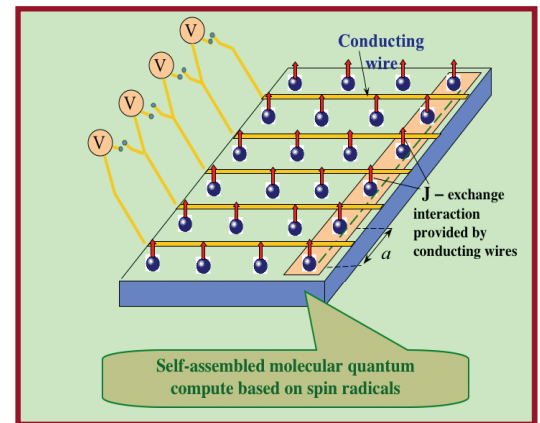 V
Conducting
wire
V
V
V
J – exchange
interaction
provided by
conducting wires
a
Self-assembled molecular quantum
compute based on spin radicals